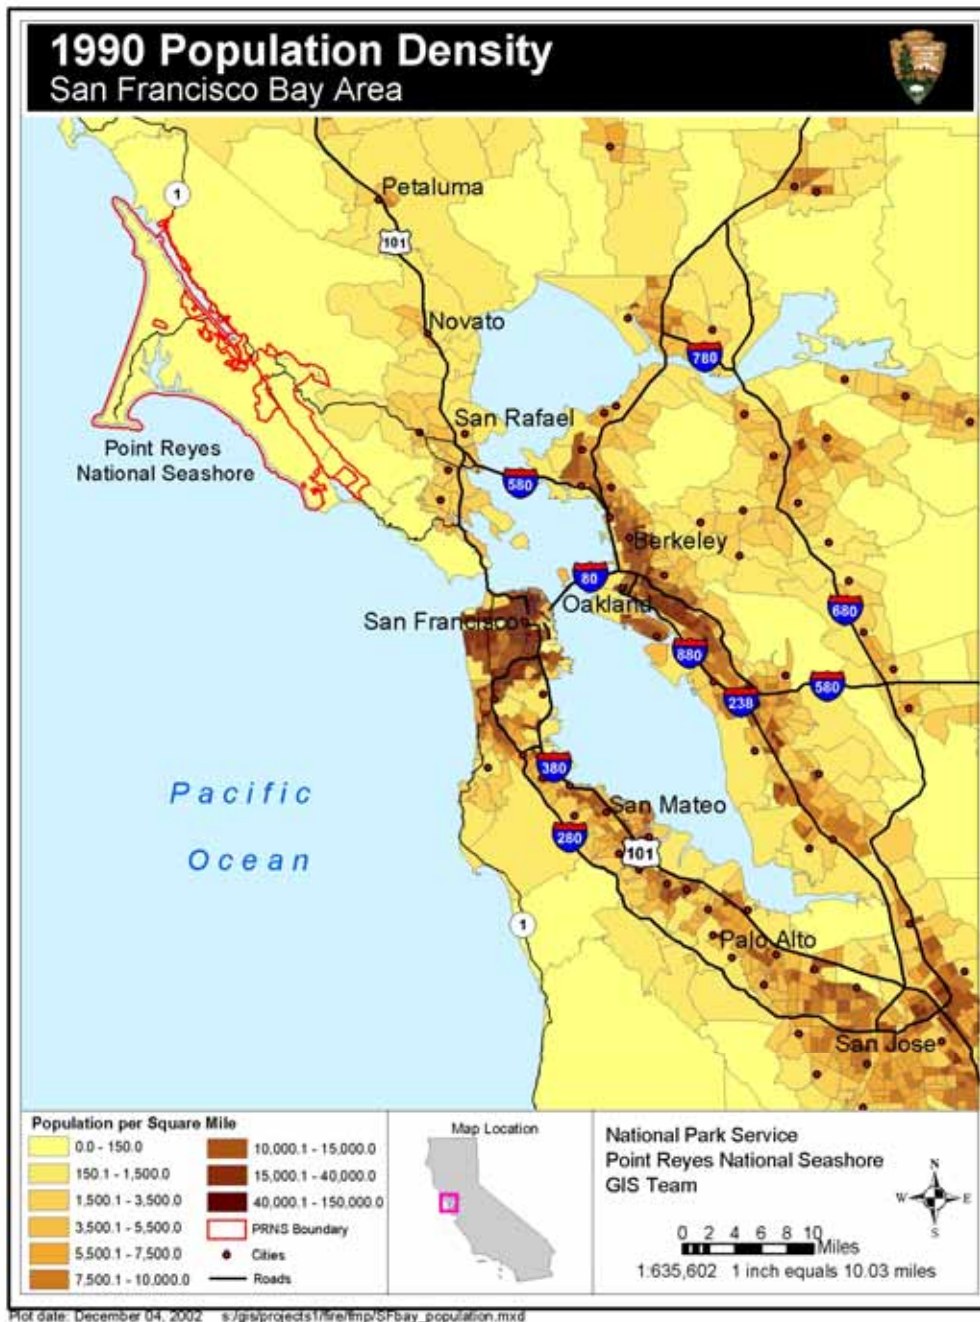 1990 Population Density
San Francisco Bay Area
1
Petaluma
101
Novato
780
San Rafael
Point Reyes
National Seashore
580
Berkeley
80
Oakland
San Francisco
680
880
580
238
Pacific
Ocean
380
San Mateo
280
101
1
Palo Alto
San Jose
Population per Square Mile
0.0 - 150.0
150.1 - 1,500.0
1,500.1 - 3,500.0
3,500.1 - 5,500.0
5,500.1 - 7,500.0
7,500.1 - 10,000.0
10,000.1 - 15,000.0
15,000.1 - 40,000.0
40,000.1 - 150,000.0
PRNS Boundary
Cities
Roads
Map Location
National Park Service
Point Reyes National Seashore
GIS Team
N
W E
S
0 2 4 6 8 10
Miles
1:635,602 1 inch equals 10.03 miles
Plot date: December 04, 2002 s:/gis/projects1/fire/fmp/SFbay_population.mxd